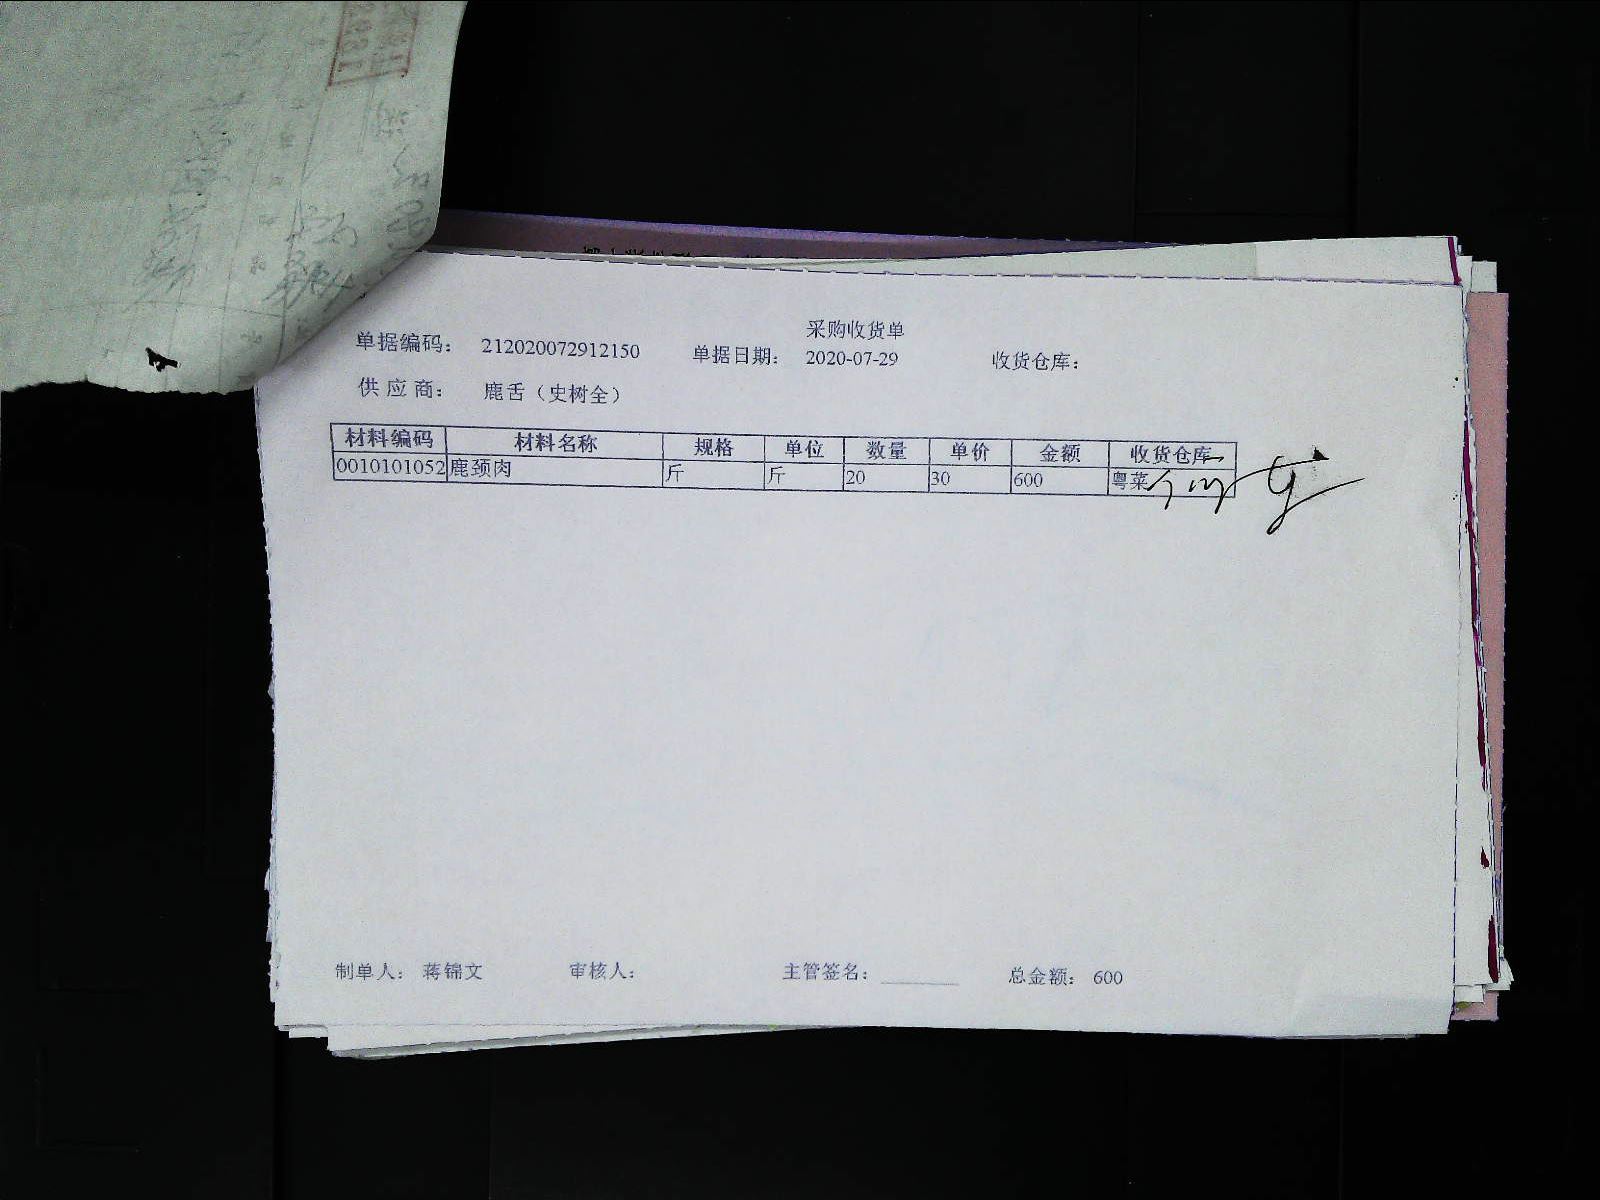 采购收货单
单据编码： 212020072912150 单据日期： 2020-07-29 收货仓库：
供应商： 鹿舌（史树全）
材料编码 材料名称 规格 单位 数量 单价 金额 收货仓库
0010101052 鹿颈肉 斤 斤 20 30 600 粤菜
制单人： 蒋锦文 审核人： 主管签名： 总金额： 600